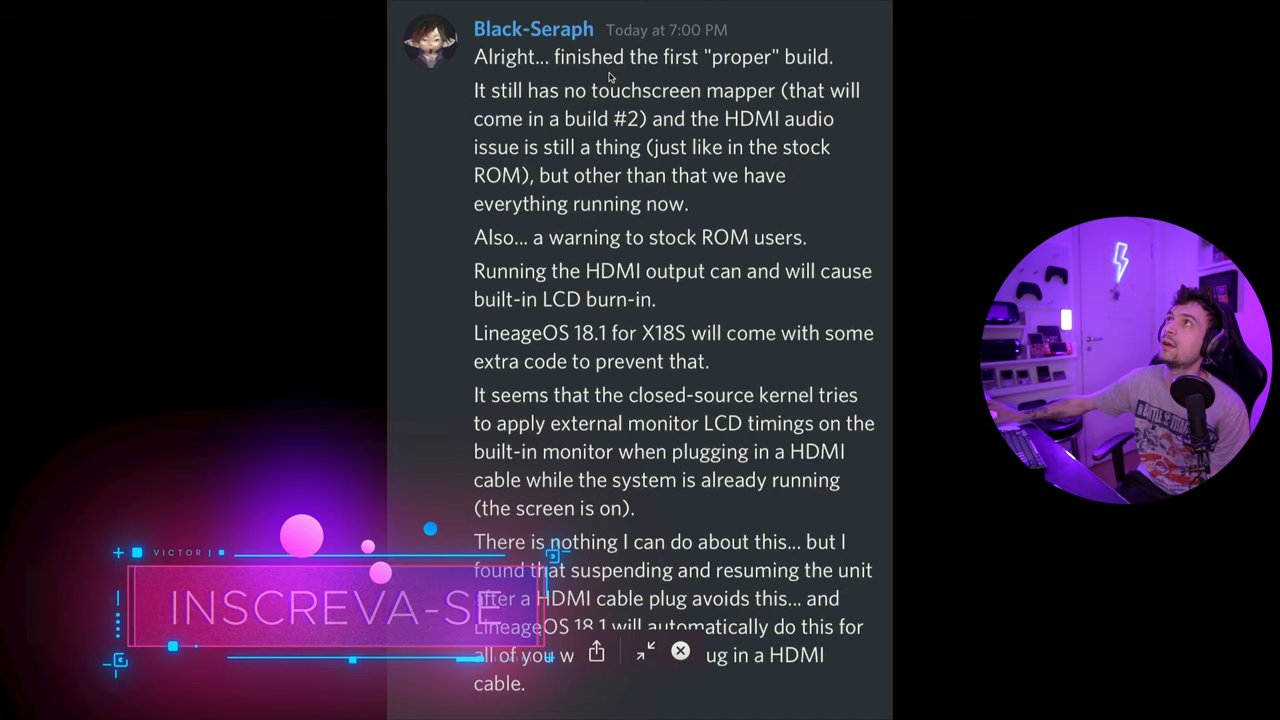 Black-Seraph Today at 7:00 PM
Alright... finished the first "proper" build.
It still has no touchscreen mapper (that will
come in a build #2) and the HDMI audio
issue is still a thing (just like in the stock
ROM), but other than that we have
everything running now.
Also... a warning to stock ROM users.
Running the HDMI output can and will cause
built-in LCD burn-in.
LineageOS 18.1 for X18S will come with some
extra code to prevent that.
It seems that the closed-source kernel tries
to apply external monitor LCD timings on the
built-in monitor when plugging in a HDMI
cable while the system is already running
(the screen is on).
There is nothing I can do about this... but I
found that suspending and resuming the unit
after a HDMI cable plug avoids this... and
LineageOS 18.1 will automatically do this for
all of you w ug in a HDMI
cable.
VICTOR
INSCREVA-SE